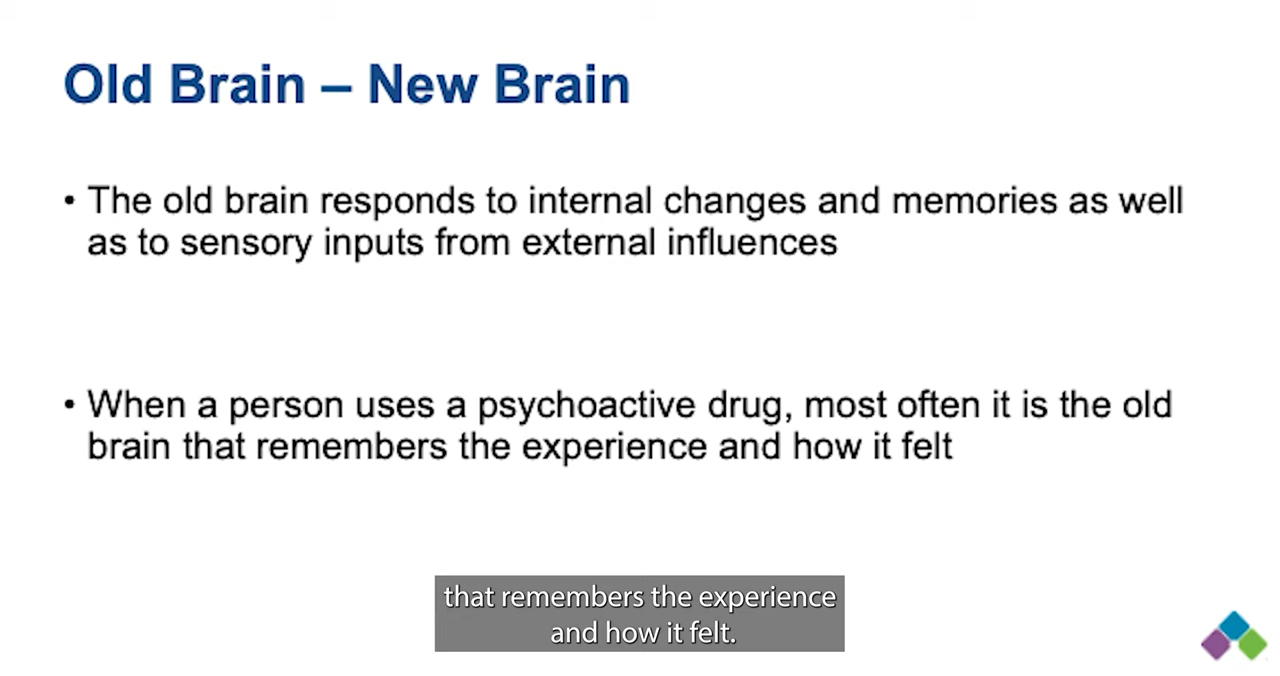 Old Brain – New Brain
• The old brain responds to internal changes and memories as well
as to sensory inputs from external influences
• When a person uses a psychoactive drug, most often it is the old
brain that remembers the experience and how it felt
that remembers the experience
and how it felt.